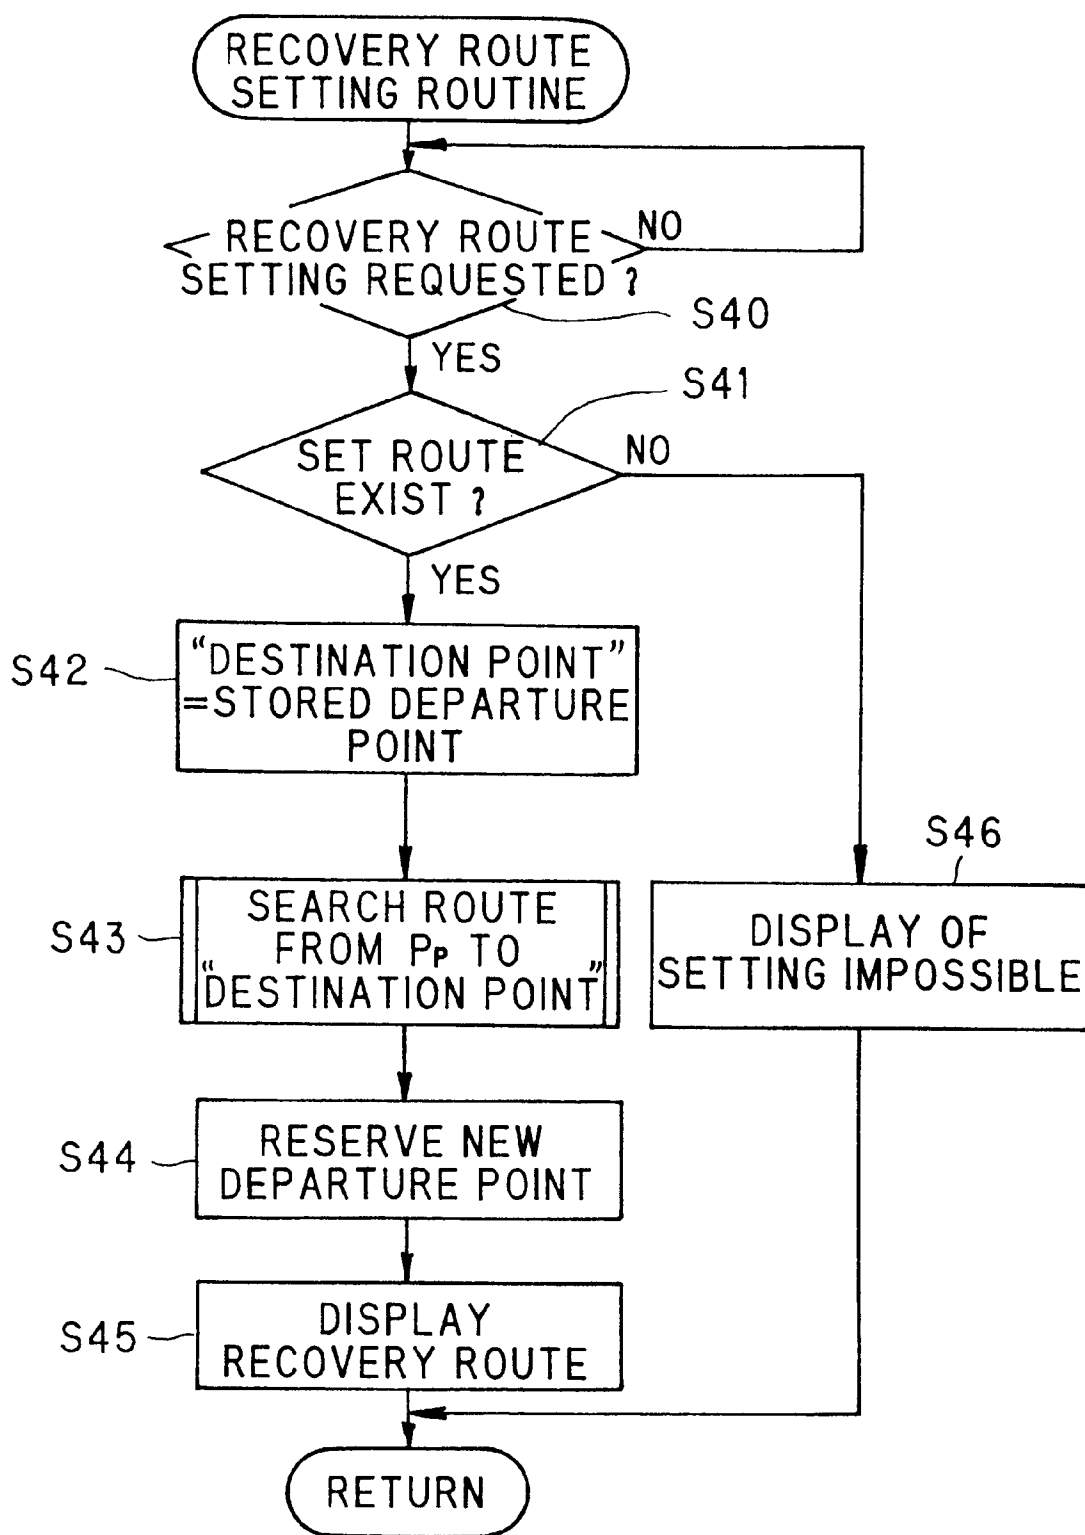 RECOVERY ROUTE
SETTING ROUTINE
RECOVERY ROUTE
SETTING REQUESTED ?
NO
S40
YES
S41
SET ROUTE
EXIST ?
NO
YES
S42
“DESTINATION POINT”
=STORED DEPARTURE
POINT
S43
SEARCH ROUTE
FROM PP TO
“DESTINATION POINT”
S46
DISPLAY OF
SETTING IMPOSSIBLE
S44
RESERVE NEW
DEPARTURE POINT
S45
DISPLAY
RECOVERY ROUTE
RETURN